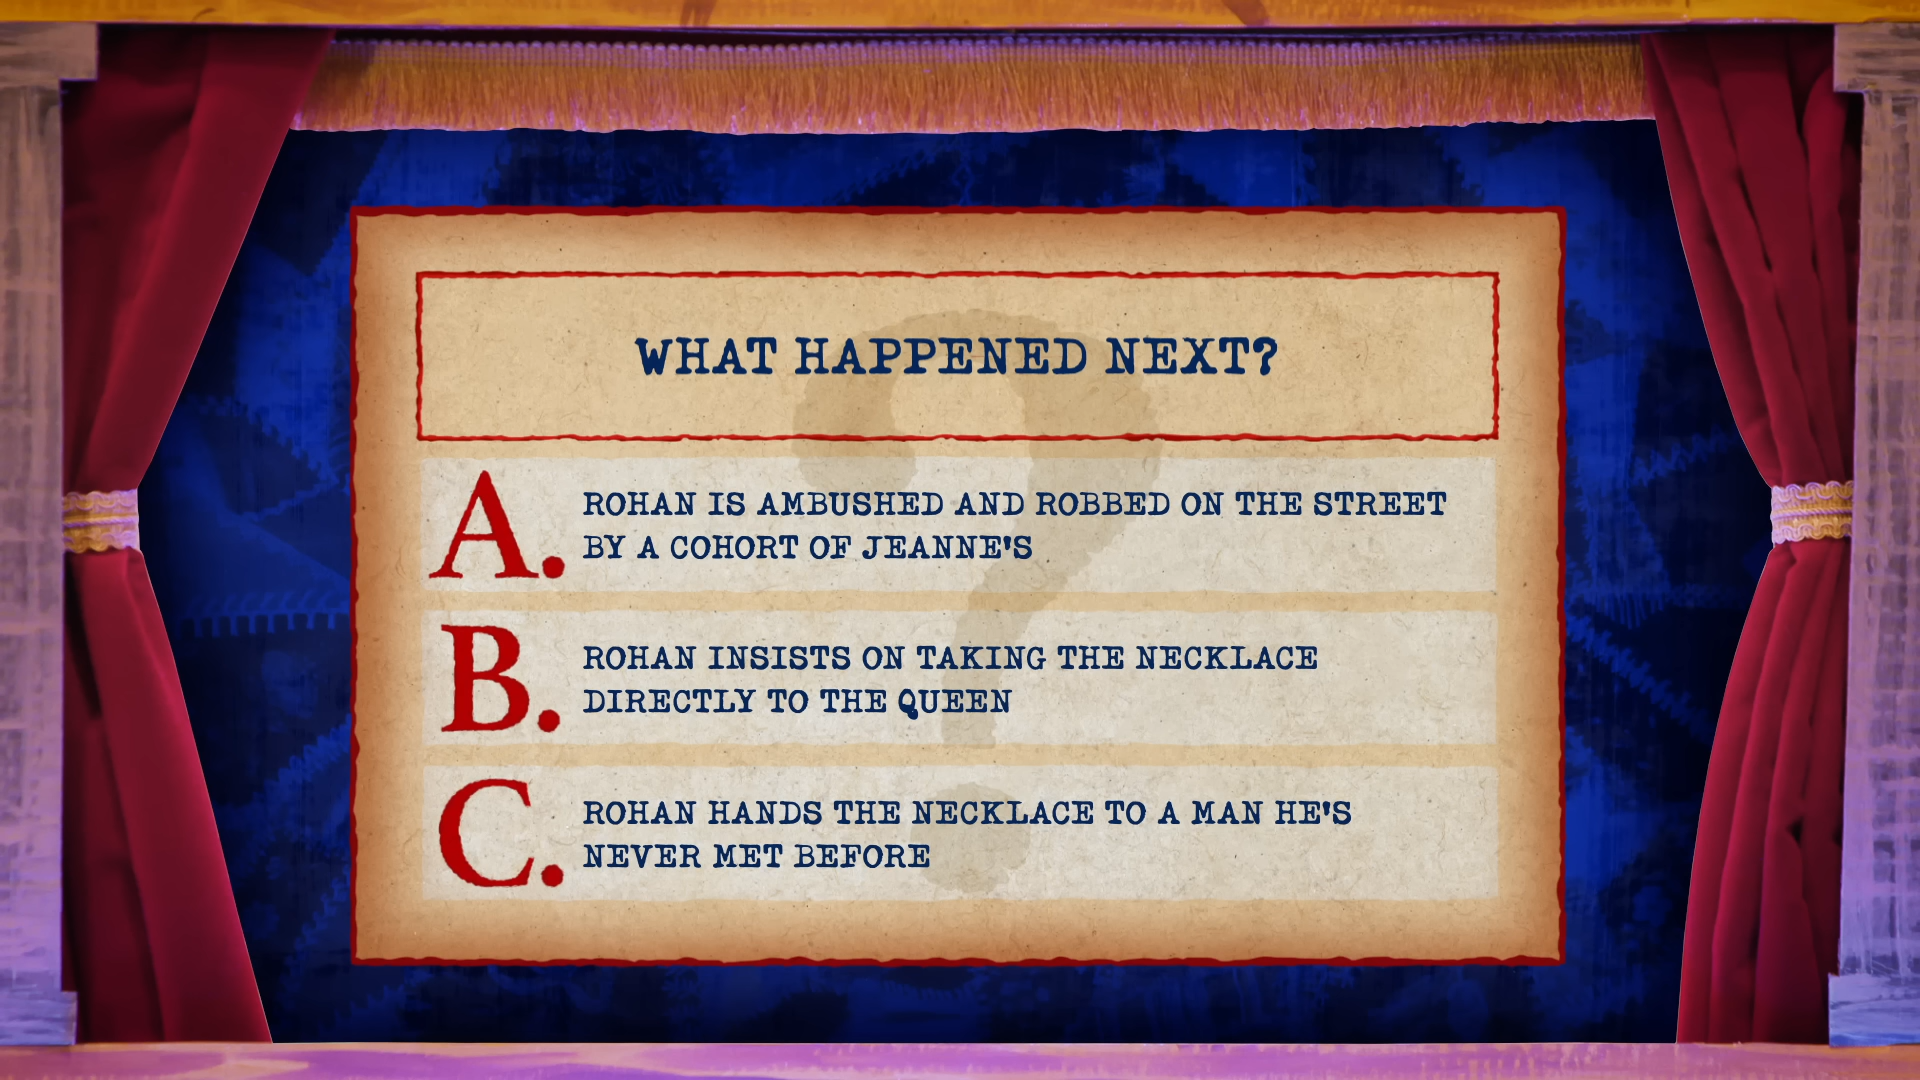 WHAT HAPPENED NEXT?
A. ROHAN IS AMBUSHED AND ROBBED ON THE STREET
BY A COHORT OF JEANNE'S
B. ROHAN INSISTS ON TAKING THE NECKLACE
DIRECTLY TO THE QUEEN
C. ROHAN HANDS THE NECKLACE TO A MAN HE'S
NEVER MET BEFORE